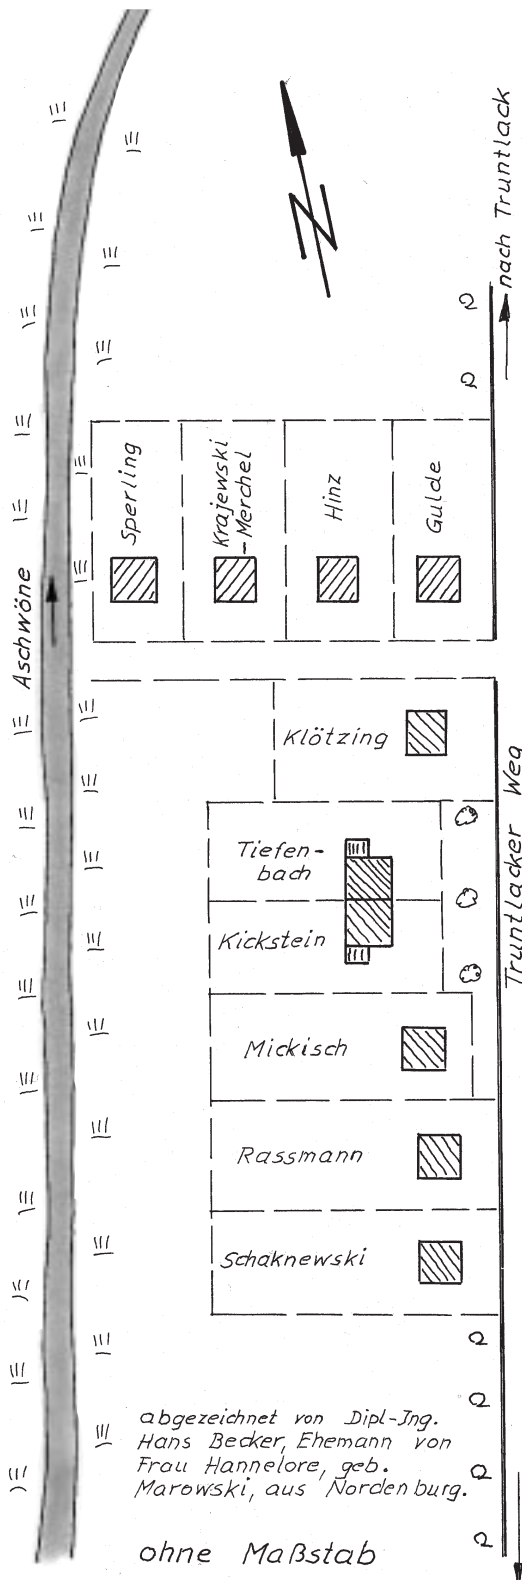 nach Truntlack
N
Sperling
Krajewski
-Merchel
Hinz
Gulde
Aschwöne
Klötzing
Truntlacker Weg
Tiefen-
bach
Kickstein
Mickisch
Rassmann
Schaknewski
abgezeichnet von Dipl-Jng.
Hans Becker, Ehemann von
Frau Hannelore, geb.
Marowski, aus Nordenburg.
ohne Maßstab